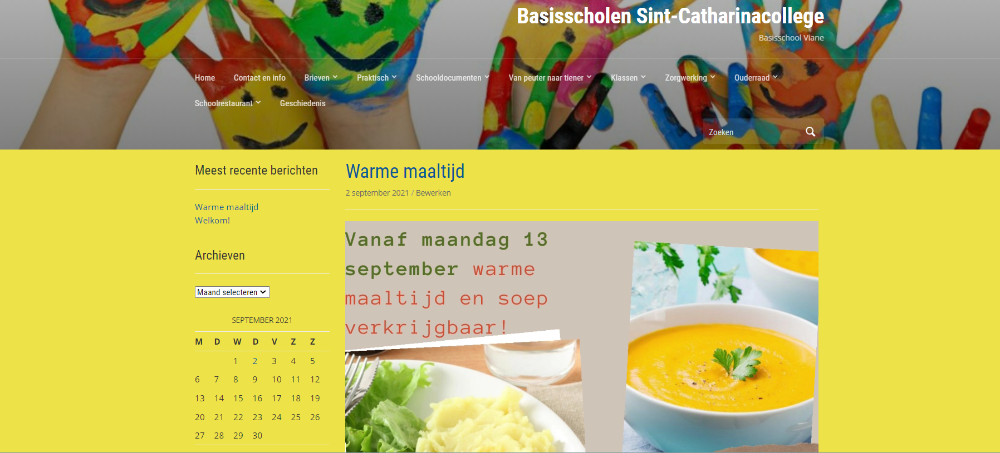 Basisscholen Sint-Catharinacollege
Basisschool Viane
Home Contact en info Brieven Praktisch Schooldocumenten Van peuter naar tiener Klassen Zorgwerking Ouderraad
Schoolrestaurant Geschiedenis
Zoeken
Meest recente berichten
Warme maaltijd
Welkom!
Archieven
Maand selecteren
SEPTEMBER 2021
M D W D V Z Z
1 2 3 4 5
6 7 8 9 10 11 12
13 14 15 16 17 18 19
20 21 22 23 24 25 26
27 28 29 30
Warme maaltijd
2 september 2021 / Bewerken
Vanaf maandag 13
september warme
maaltijd en soep
verkrijgbaar!